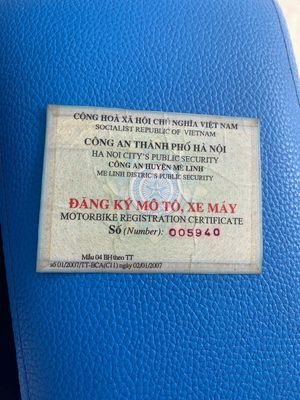 CỘNG HOÀ XÃ HỘI CHỦ NGHĨA VIỆT NAM
SOCIALIST REPUBLIC OF VIETNAM
CÔNG AN THÀNH PHỐ HÀ NỘI
HA NOI CITY'S PUBLIC SECURITY
CÔNG AN HUYỆN MÊ LINH
ME LINH DISTRIC'S PUBLIC SECURITY
ĐĂNG KÝ MÔ TÔ, XE MÁY
MOTORBIKE REGISTRATION CERTIFICATE
Số (Number): 005940
Mẫu 04 BH theo TT
số 01/2007/TT-BCA(C11) ngày 02/01/2007